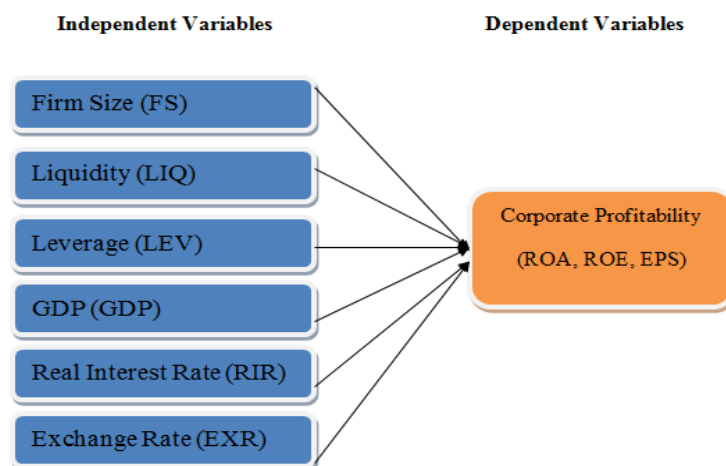 Independent Variables
Dependent Variables
Firm Size (FS)
Liquidity (LIQ)
Leverage (LEV)
GDP (GDP)
Real Interest Rate (RIR)
Exchange Rate (EXR)
Corporate Profitability
(ROA, ROE, EPS)